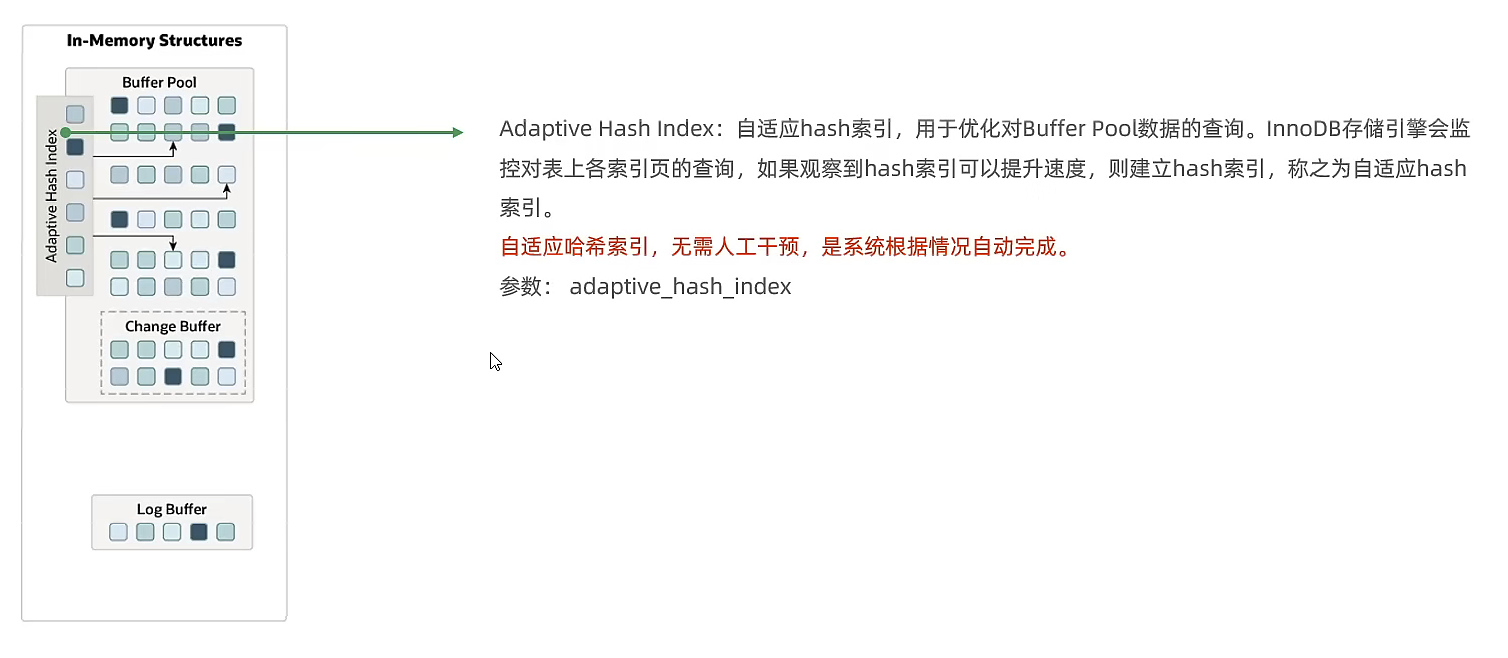 In-Memory Structures
Buffer Pool
Adaptive Hash Index
Change Buffer
Log Buffer
Adaptive Hash Index：自适应hash索引，用于优化对Buffer Pool数据的查询。InnoDB存储引擎会监
控对表上各索引页的查询，如果观察到hash索引可以提升速度，则建立hash索引，称之为自适应hash
索引。
自适应哈希索引，无需人工干预，是系统根据情况自动完成。
参数： adaptive_hash_index